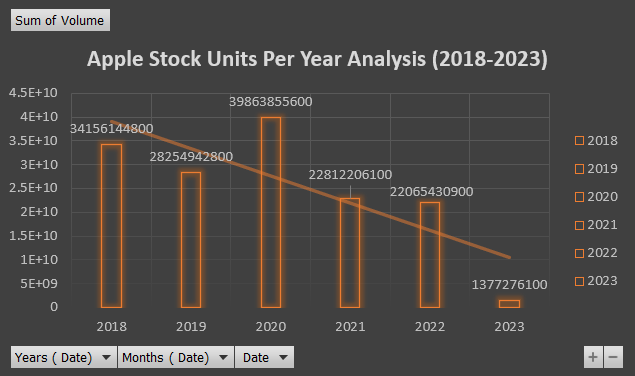 Sum of Volume
Apple Stock Units Per Year Analysis (2018-2023)
4.5E+10
4E+10
3.5E+10
3E+10
2.5E+10
2E+10
1.5E+10
1E+10
5E+09
0
34156144800
28254942800
39863855600
22812206100
22065430900
1377276100
2018
2019
2020
2021
2022
2023
2018
2019
2020
2021
2022
2023
Years ( Date)
Months ( Date)
Date
+ −